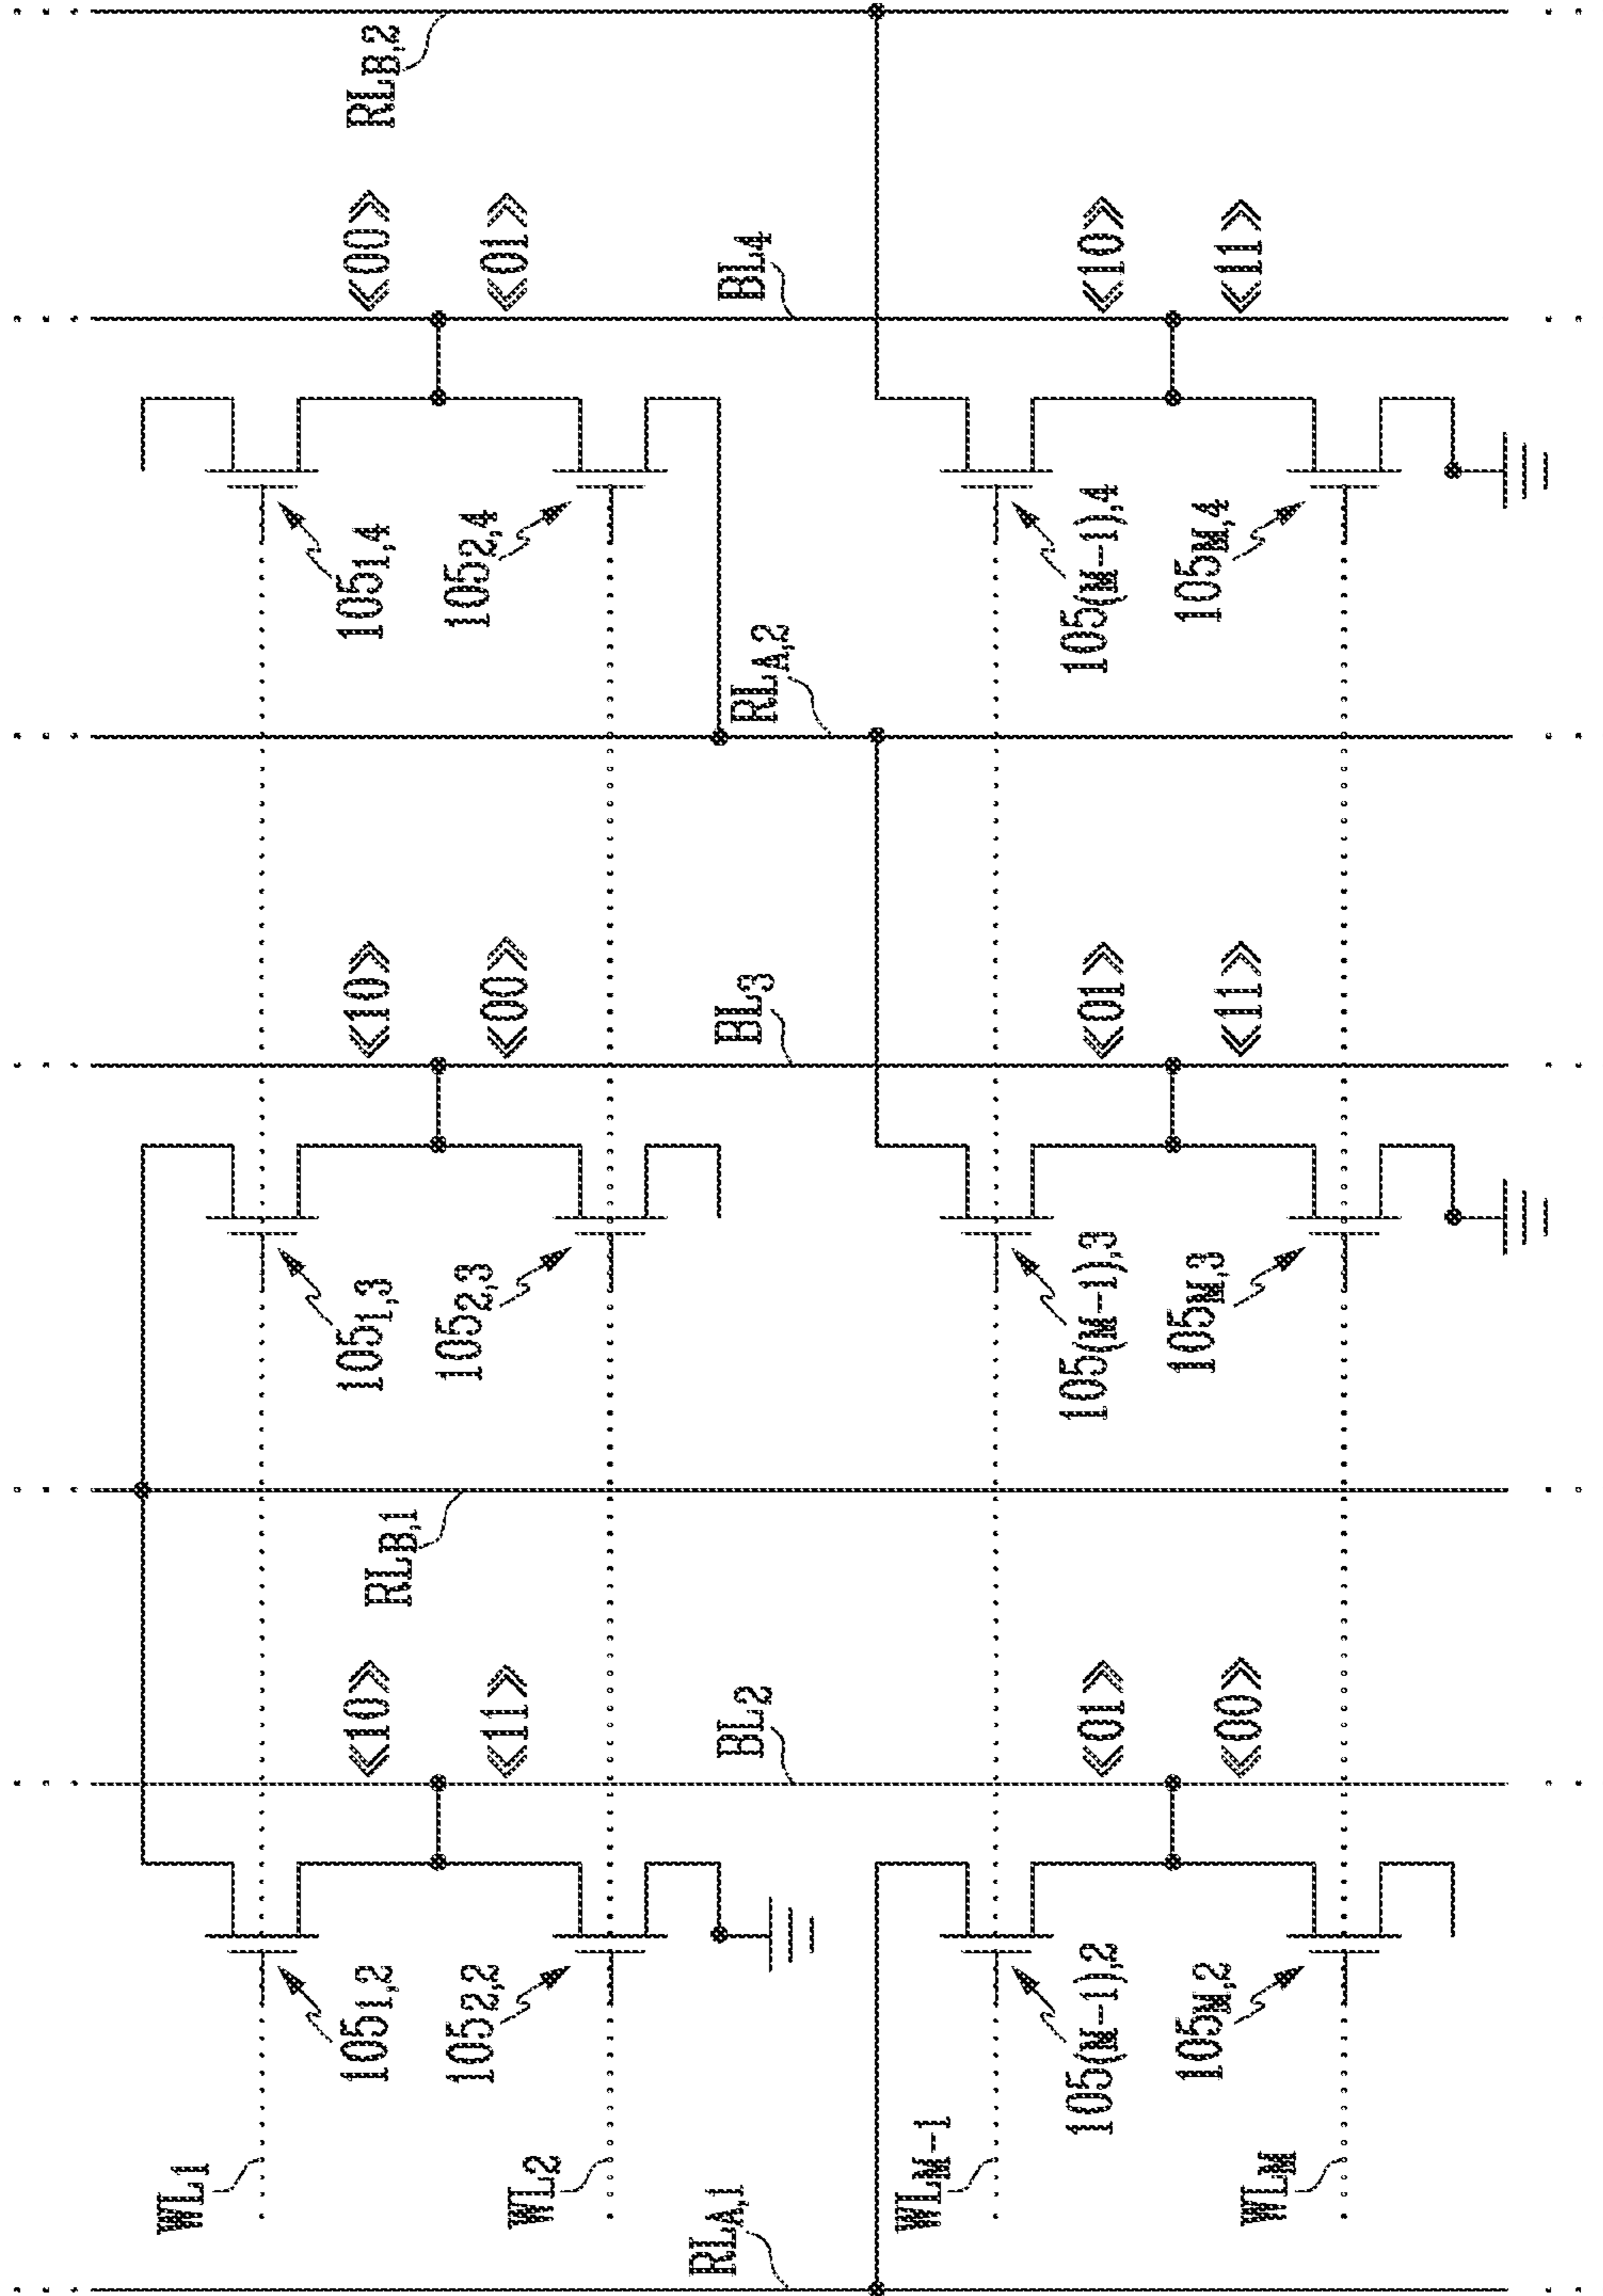 WL1
WL2
WLM-1
WLM
RLA,1
1051,2
1052,2
105(M-1),2
105M,2
<<10>>
<<11>>
BL2
<<01>>
<<00>>
RLB,1
1051,3
1052,3
105(M-1),3
105M,3
<<10>>
<<00>>
BL3
<<01>>
<<11>>
RLA,2
1051,4
1052,4
105(M-1),4
105M,4
<<00>>
<<01>>
BL4
<<10>>
<<11>>
RLB,2